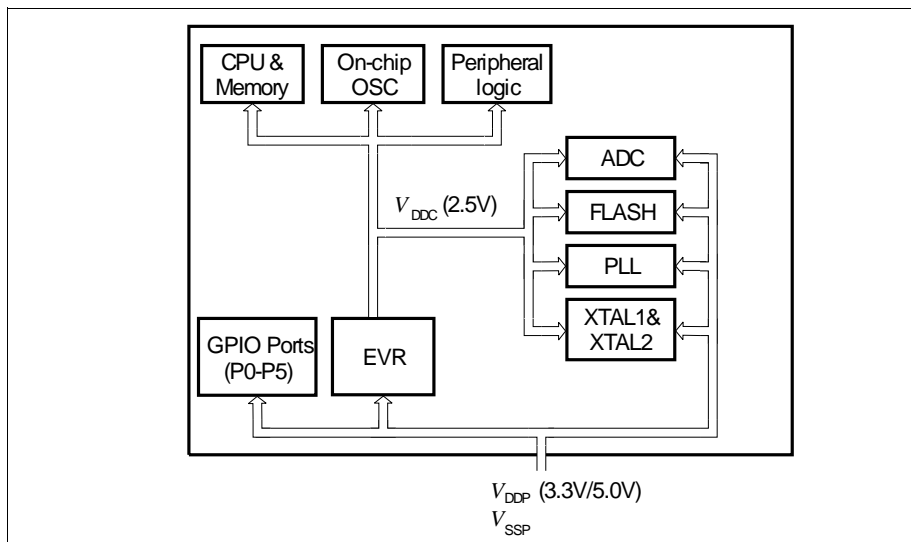 CPU &
Memory
On-chip
OSC
Peripheral
logic
ADC
V DDC (2.5V)
FLASH
PLL
XTAL1&
XTAL2
GPIO Ports
(P0-P5)
EVR
V DDP (3.3V/5.0V)
V SSP